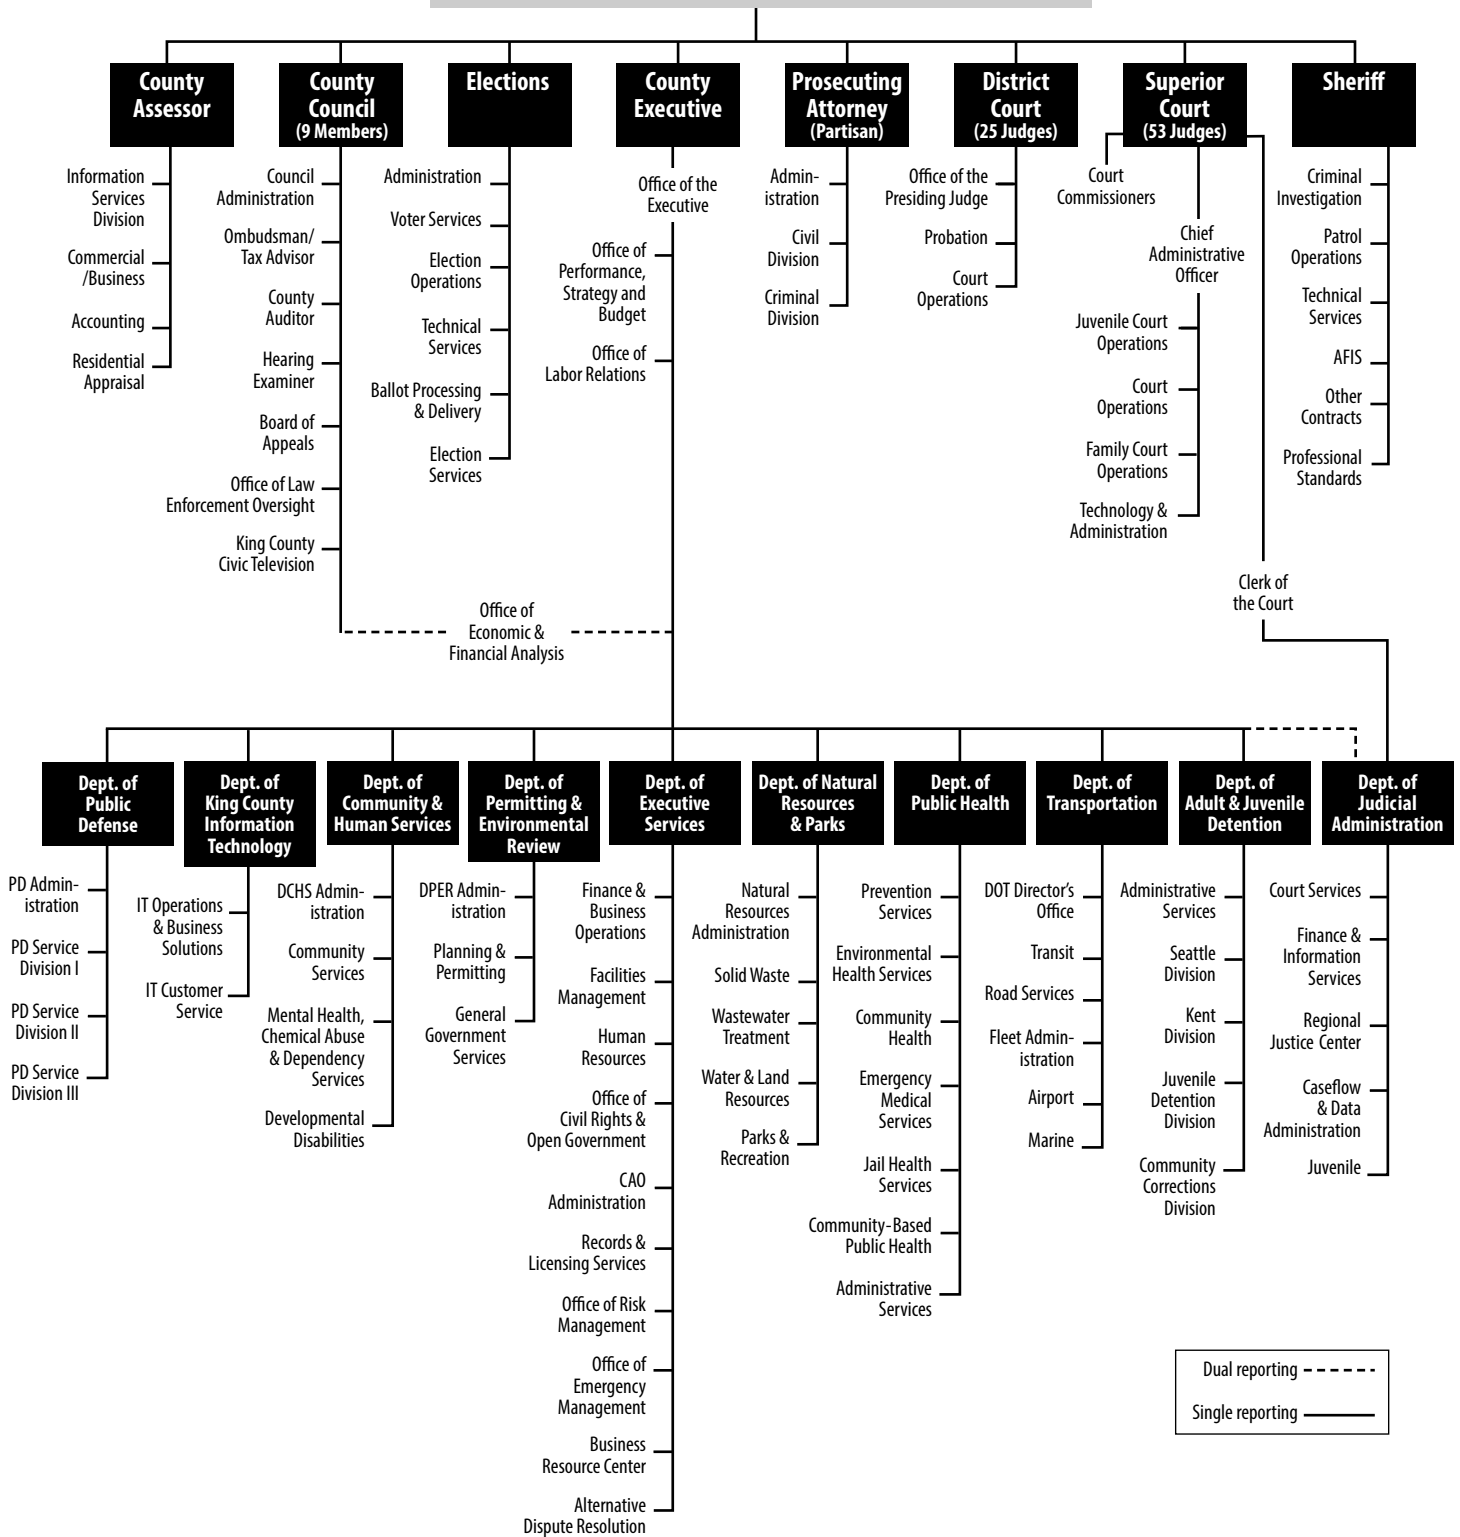 County
Assessor
County
Council
(9 Members)
Elections
County
Executive
Prosecuting
Attorney
(Partisan)
District
Court
(25 Judges)
Superior
Court
(53 Judges)
Sheriff
Information
Services
Division
Commercial
/Business
Accounting
Residential
Appraisal
Council
Administration
Ombudsman/
Tax Advisor
County
Auditor
Hearing
Examiner
Board of
Appeals
Office of Law
Enforcement Oversight
King County
Civic Television
Administration
Voter Services
Election
Operations
Technical
Services
Ballot Processing
& Delivery
Election
Services
Office of the
Executive
Office of
Performance,
Strategy and
Budget
Office of
Labor Relations
Admin-
istration
Civil
Division
Criminal
Division
Office of the
Presiding Judge
Probation
Court
Operations
Court
Commissioners
Chief
Administrative
Officer
Juvenile Court
Operations
Court
Operations
Family Court
Operations
Technology &
Administration
Clerk of
the Court
Criminal
Investigation
Patrol
Operations
Technical
Services
AFIS
Other
Contracts
Professional
Standards
Office of
Economic &
Financial Analysis
Dept. of
Public
Defense
Dept. of
King County
Information
Technology
Dept. of
Community &
Human Services
Dept. of
Permitting &
Environmental
Review
Dept. of
Executive
Services
Dept. of Natural
Resources
& Parks
Dept. of
Public Health
Dept. of
Transportation
Dept. of
Adult & Juvenile
Detention
Dept. of
Judicial
Administration
PD Admin-
istration
PD Service
Division I
PD Service
Division II
PD Service
Division III
IT Operations
& Business
Solutions
IT Customer
Service
DCHS Admin-
istration
Community
Services
Mental Health,
Chemical Abuse
& Dependency
Services
Developmental
Disabilities
DPER Admin-
istration
Planning &
Permitting
General
Government
Services
Finance &
Business
Operations
Facilities
Management
Human
Resources
Office of
Civil Rights &
Open Government
CAO
Administration
Records &
Licensing Services
Office of Risk
Management
Office of
Emergency
Management
Business
Resource Center
Alternative
Dispute Resolution
Natural
Resources
Administration
Solid Waste
Wastewater
Treatment
Water & Land
Resources
Parks &
Recreation
Prevention
Services
Environmental
Health Services
Community
Health
Emergency
Medical
Services
Jail Health
Services
Community-Based
Public Health
Administrative
Services
DOT Director's
Office
Transit
Road Services
Fleet Admin-
istration
Airport
Marine
Administrative
Services
Seattle
Division
Kent
Division
Juvenile
Detention
Division
Community
Corrections
Division
Court Services
Finance &
Information
Services
Regional
Justice Center
Caseflow
& Data
Administration
Juvenile
Dual reporting
Single reporting